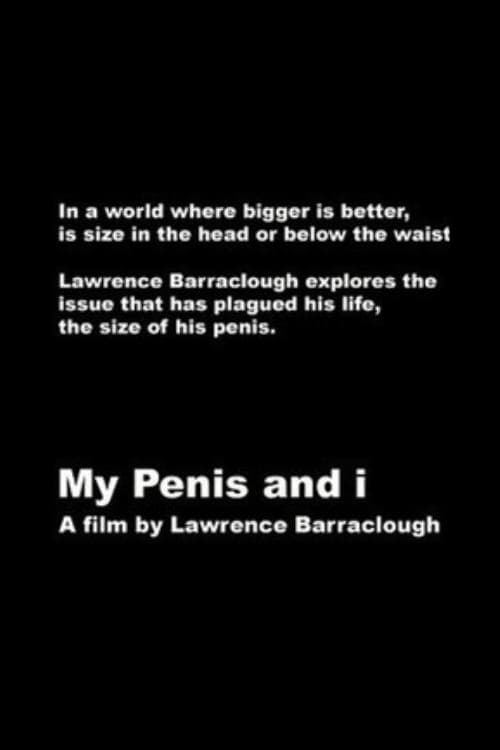 In a world where bigger is better,
is size in the head or below the waist
Lawrence Barraclough explores the
issue that has plagued his life,
the size of his penis.
My Penis and i
A film by Lawrence Barraclough